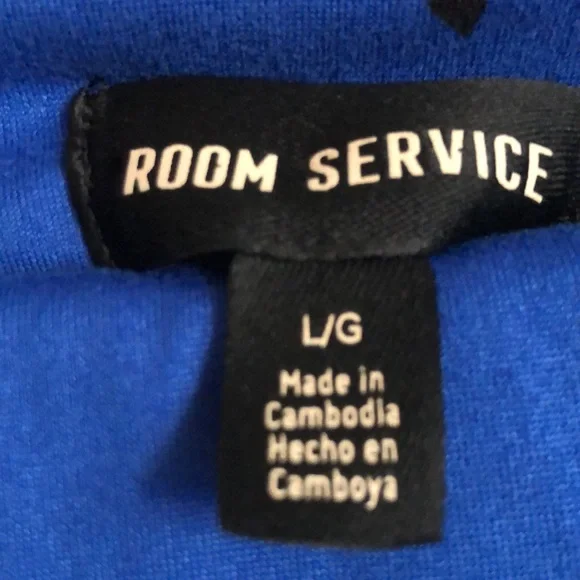 ROOM SERVICE
L/G
Made in
Cambodia
Hecho en
Camboya